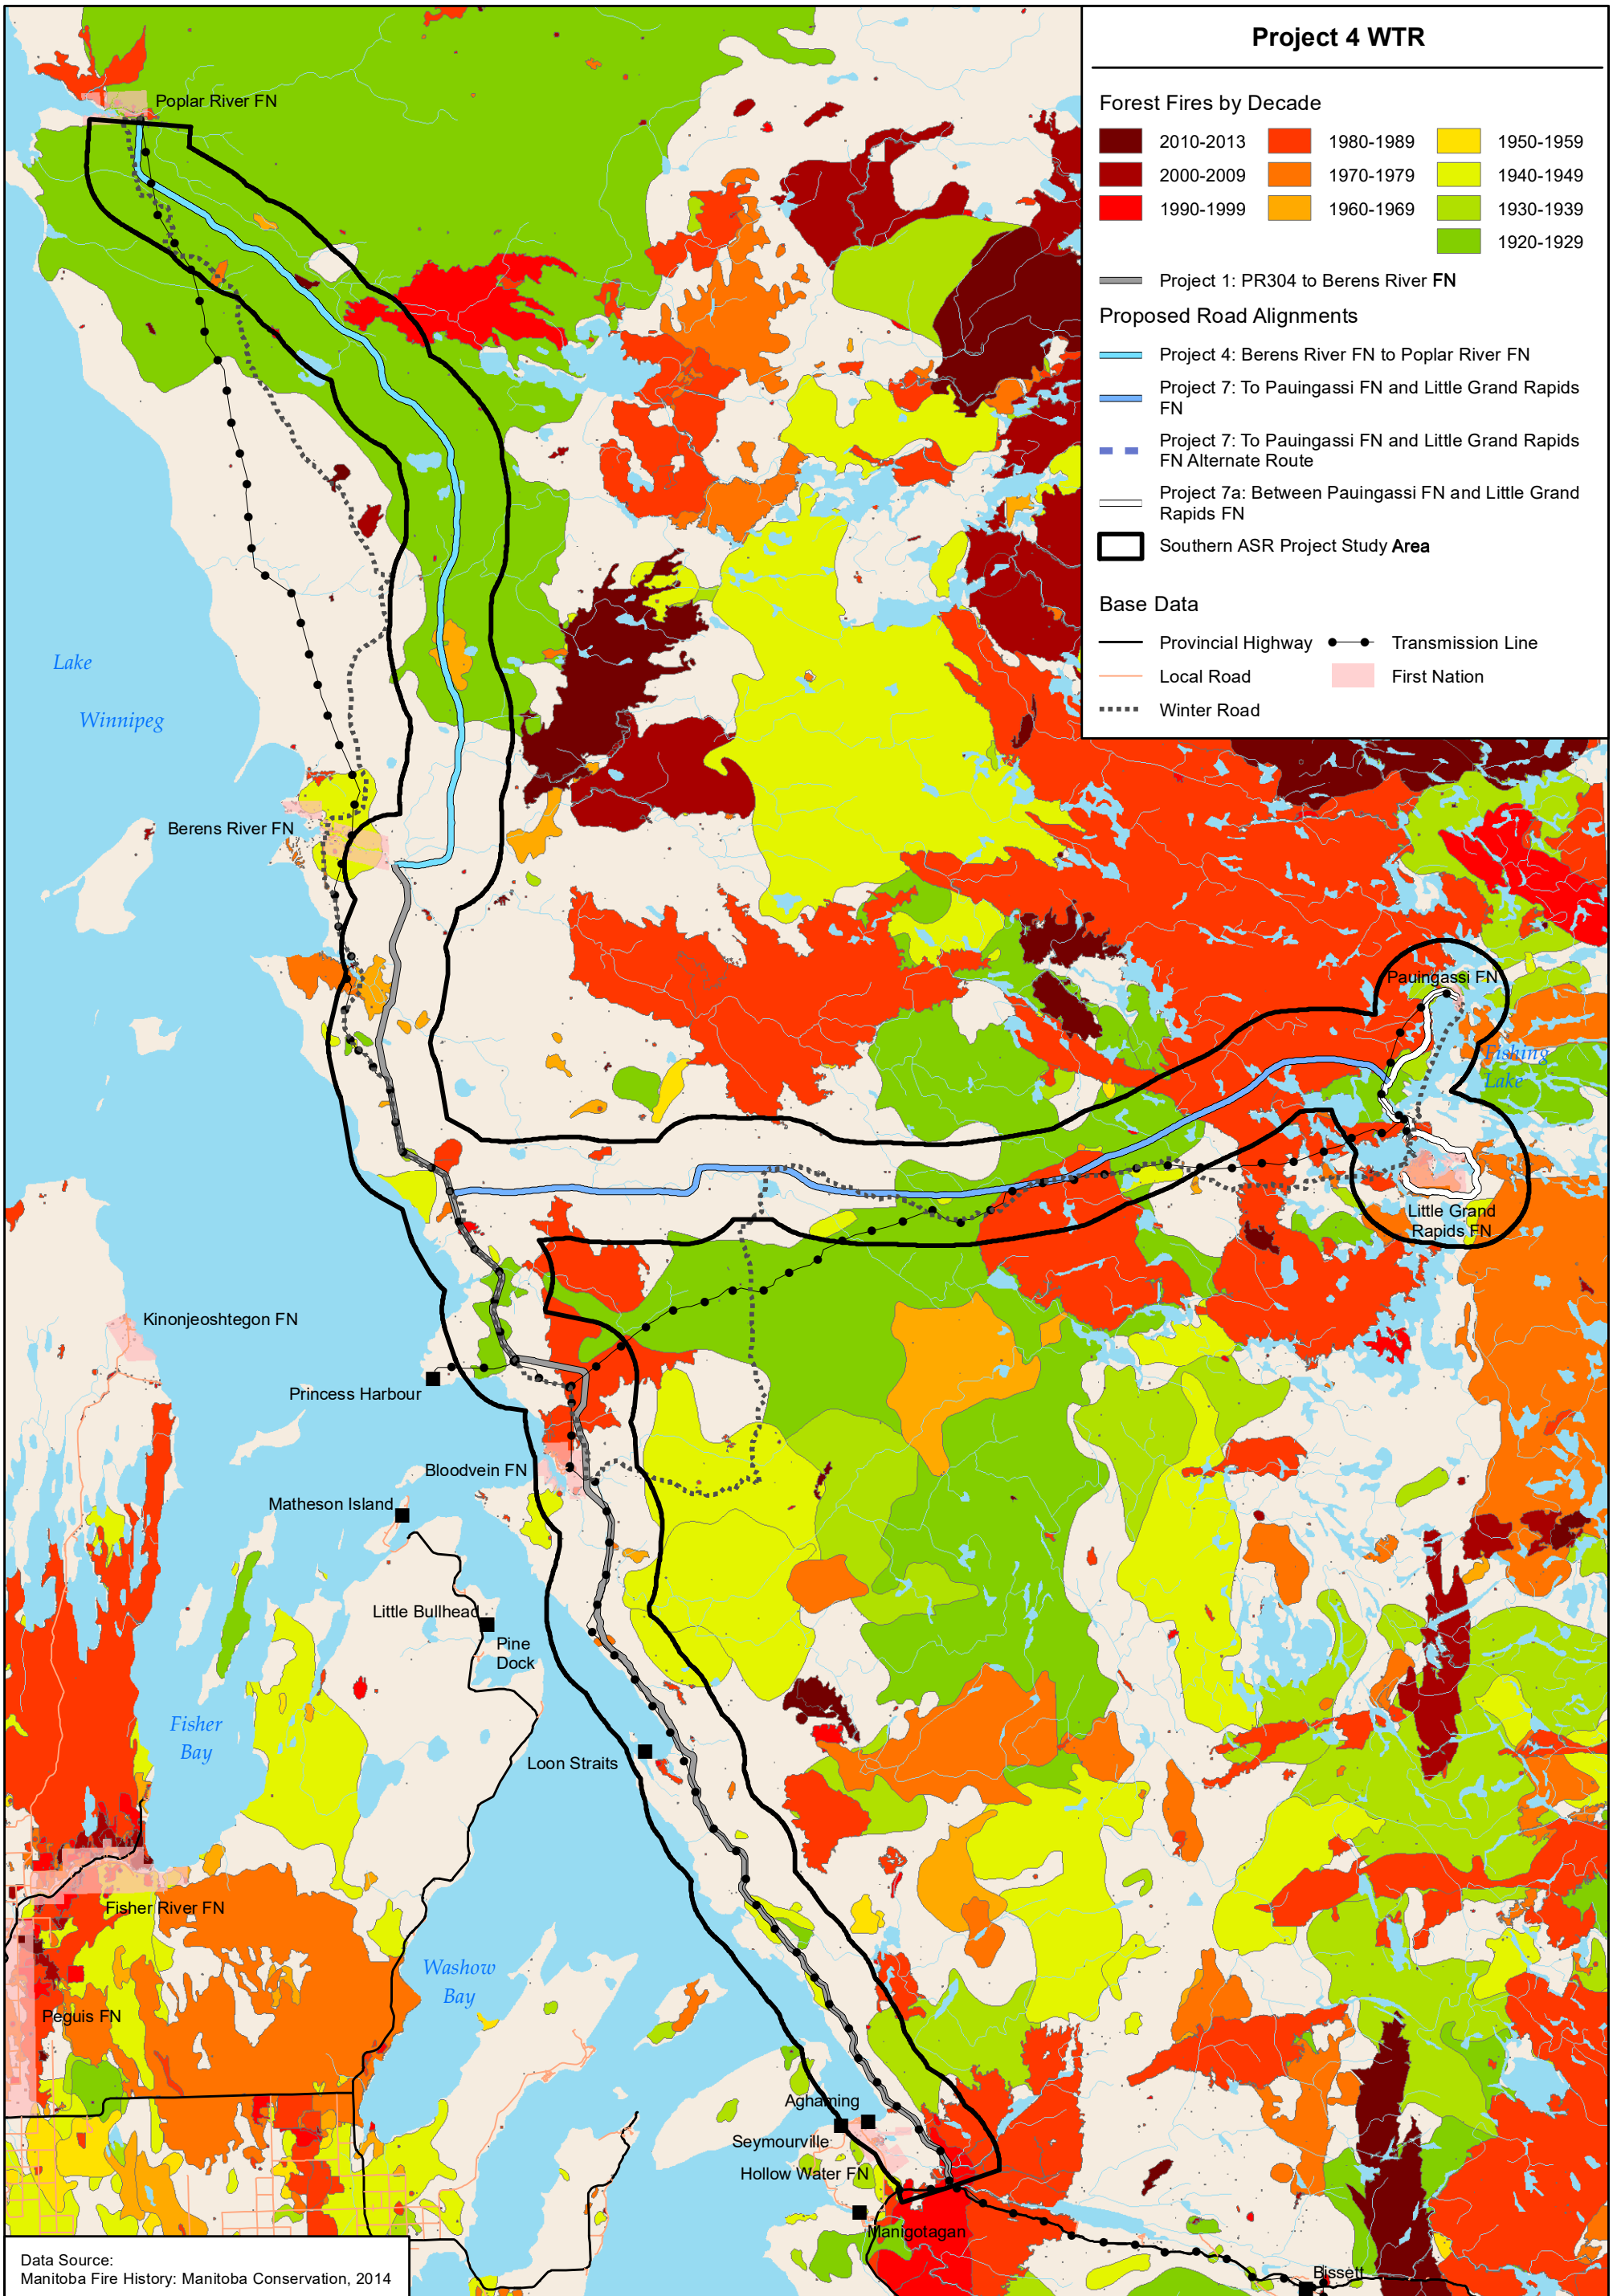 Project 4 WTR
Forest Fires by Decade
2010-2013
1980-1989
1950-1959
2000-2009
1970-1979
1940-1949
1990-1999
1960-1969
1930-1939
1920-1929
Project 1: PR304 to Berens River FN
Proposed Road Alignments
Project 4: Berens River FN to Poplar River FN
Project 7: To Pauingassi FN and Little Grand Rapids
FN
Project 7: To Pauingassi FN and Little Grand Rapids
FN Alternate Route
Project 7a: Between Pauingassi FN and Little Grand
Rapids FN
Southern ASR Project Study Area
Base Data
Provincial Highway
Transmission Line
Local Road
First Nation
Winter Road
Poplar River FN
Lake
Winnipeg
Berens River FN
Pauingassi FN
Fishing
Lake
Little Grand
Rapids FN
Kinonjeoshtegon FN
Princess Harbour
Bloodvein FN
Matheson Island
Little Bullhead
Pine
Dock
Fisher
Bay
Loon Straits
Fisher River FN
Washow
Bay
Peguis FN
Aghaming
Seymourville
Hollow Water FN
Manigotagan
Bissett
Data Source:
Manitoba Fire History: Manitoba Conservation, 2014